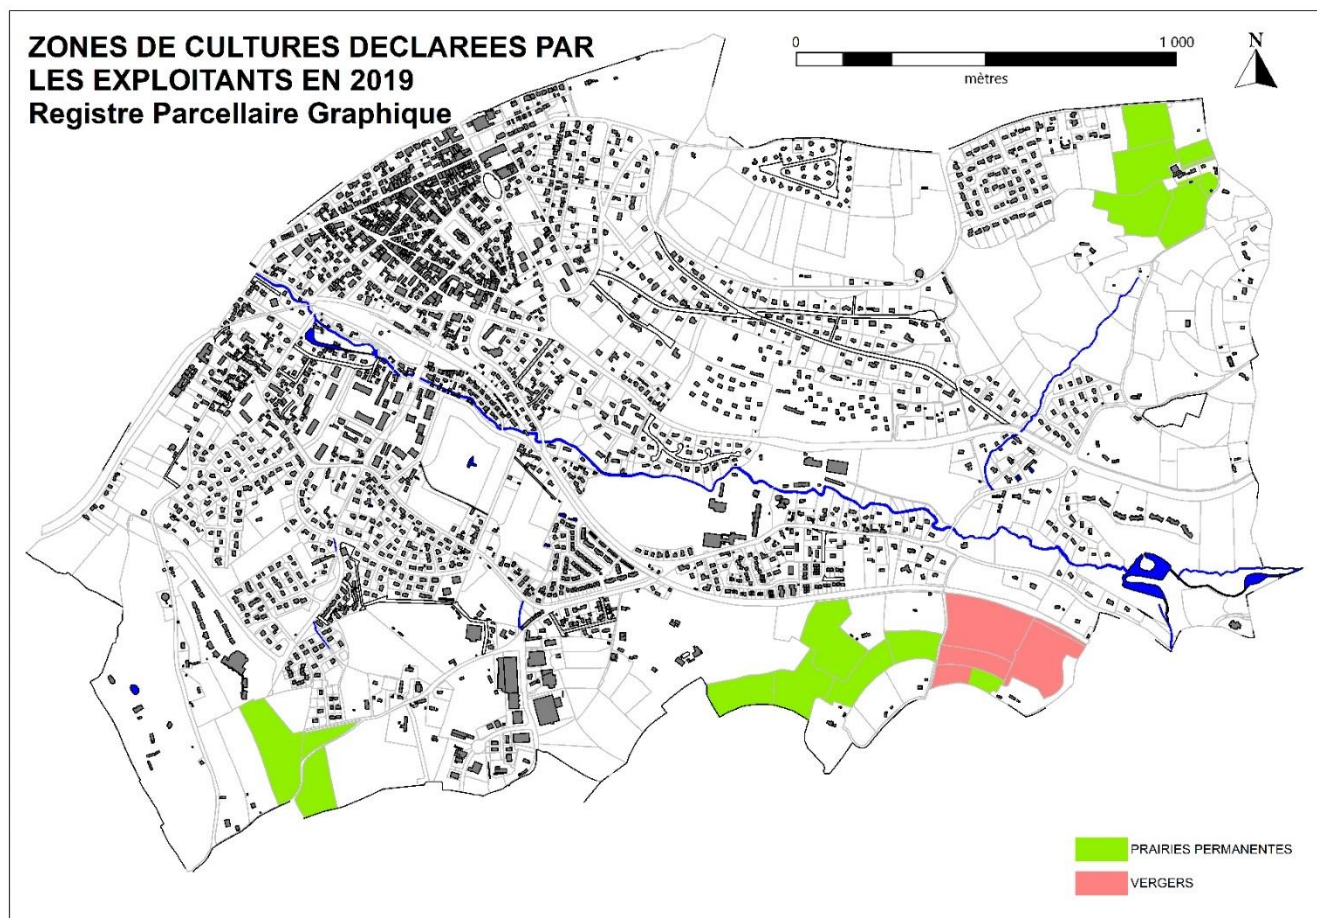 ZONES DE CULTURES DECLAREES PAR
LES EXPLOITANTS EN 2019
Registre Parcellaire Graphique
0 1 000
mètres
N
PRAIRIES PERMANENTES
VERGERS